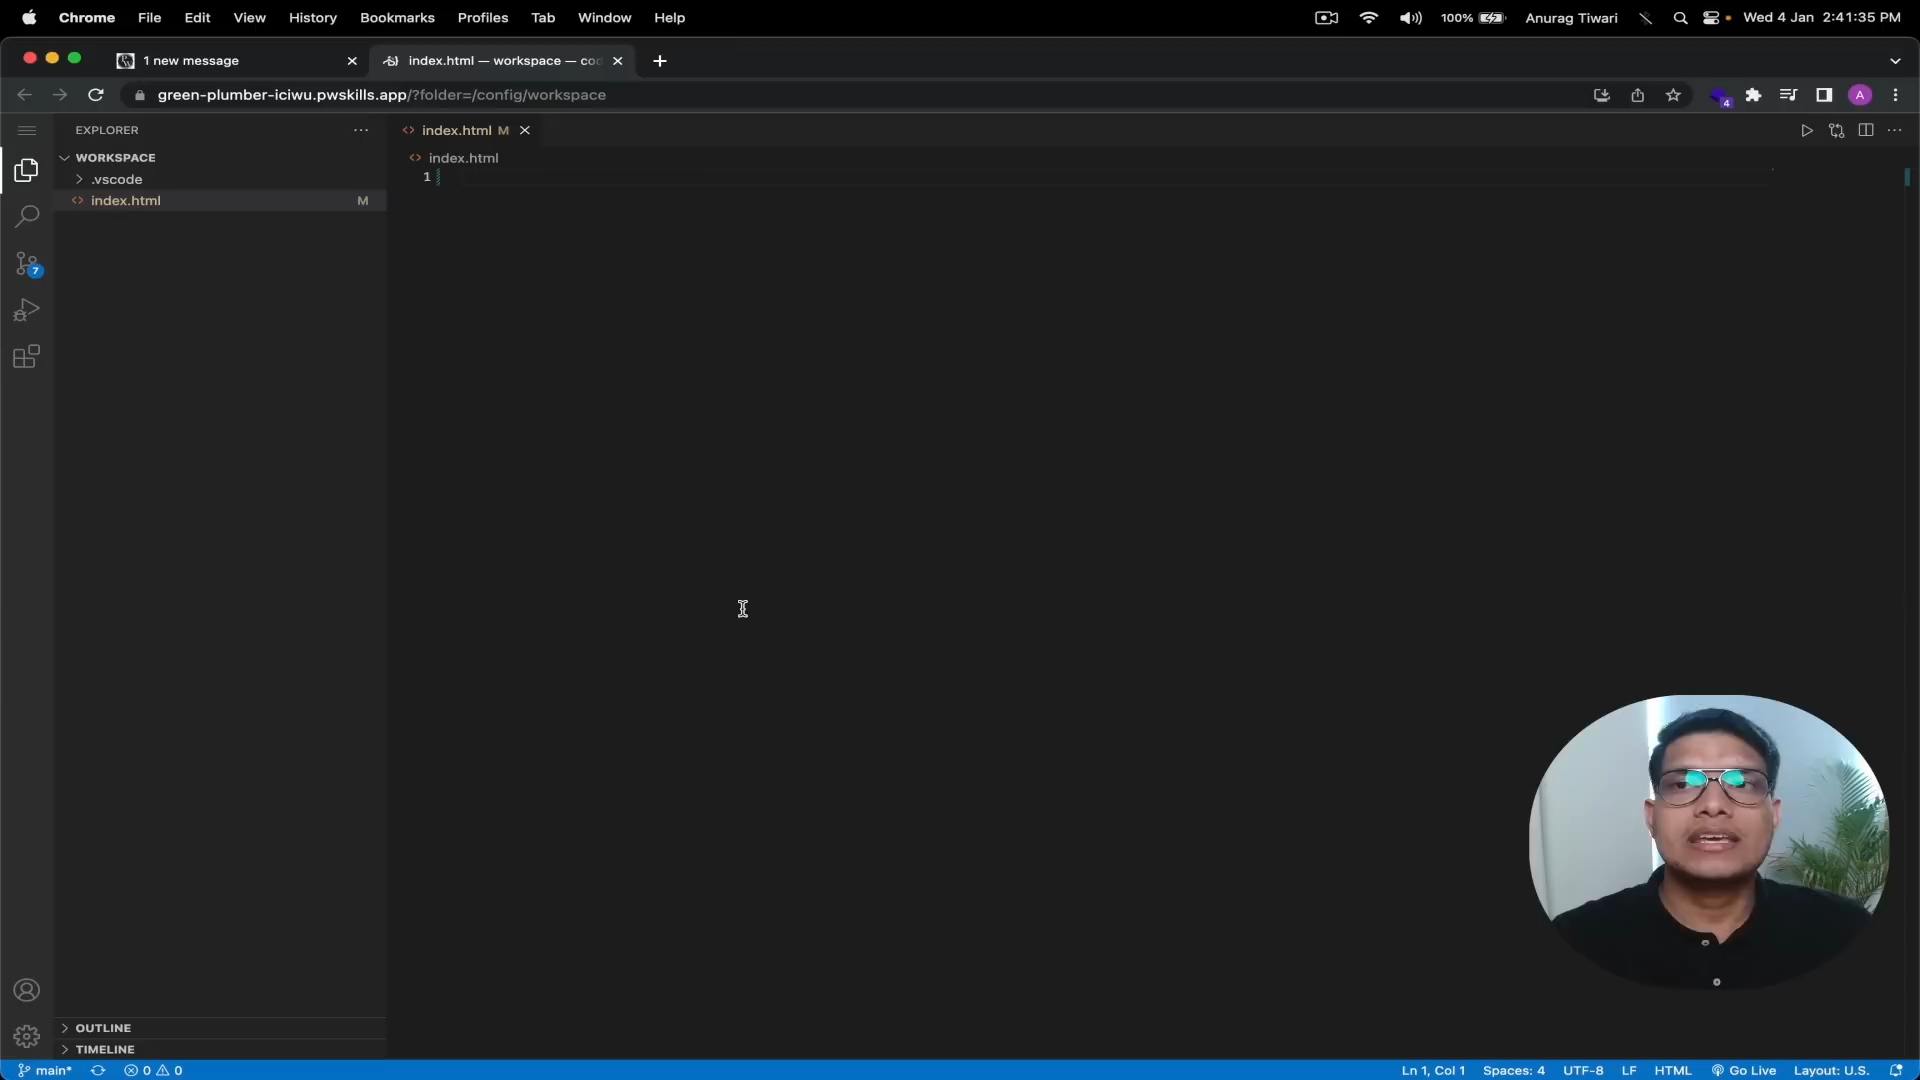 Chrome File Edit View History Bookmarks Profiles Tab Window Help 100% Anurag Tiwari Wed 4 Jan 2:41:35 PM
1 new message index.html — workspace — co
green-plumber-iciwu.pwskills.app/?folder=/config/workspace 4 A
EXPLORER index.html M
WORKSPACE index.html
.vscode 1
index.html M
7
OUTLINE
TIMELINE
main* 0 0 Ln 1, Col 1 Spaces: 4 UTF-8 LF HTML Go Live Layout: U.S.